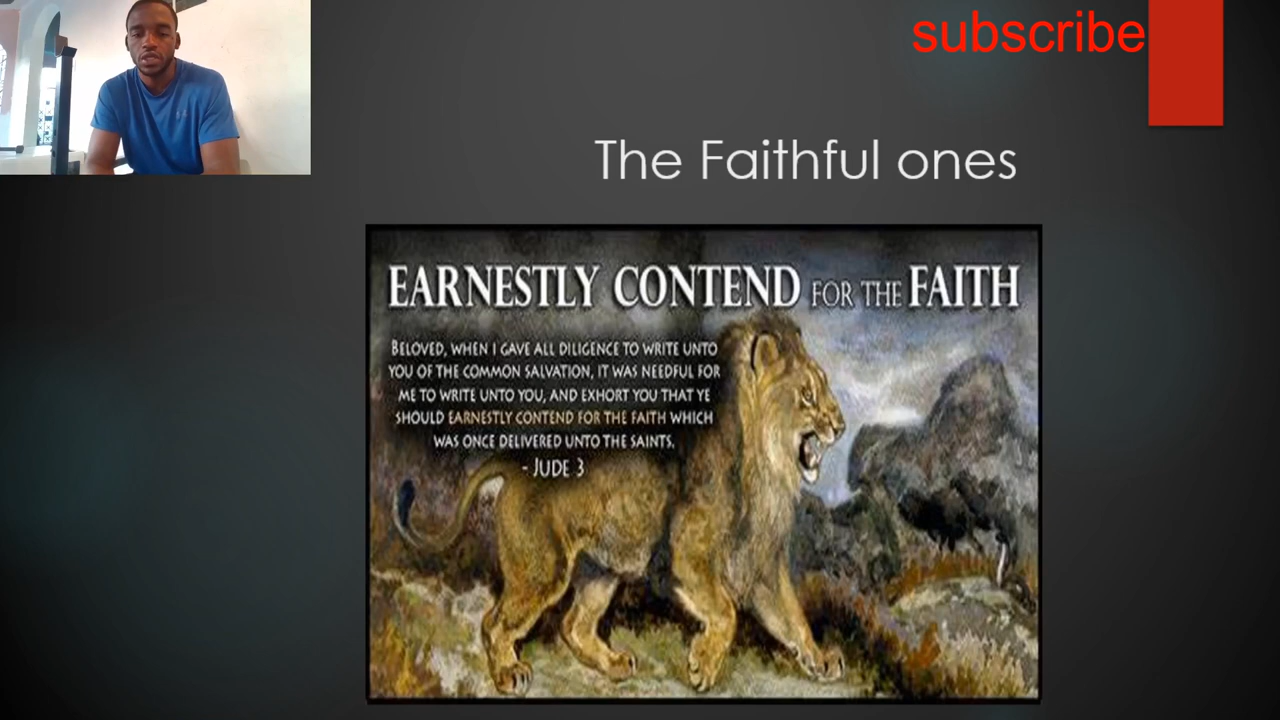 subscribe
The Faithful ones
EARNESTLY CONTEND FOR THE FAITH
BELOVED, WHEN I GAVE ALL DILIGENCE TO WRITE UNTO
YOU OF THE COMMON SALVATION, IT WAS NEEDFUL FOR
ME TO WRITE UNTO YOU, AND EXHORT YOU THAT YE
SHOULD EARNESTLY CONTEND FOR THE FAITH WHICH
WAS ONCE DELIVERED UNTO THE SAINTS.
- JUDE 3